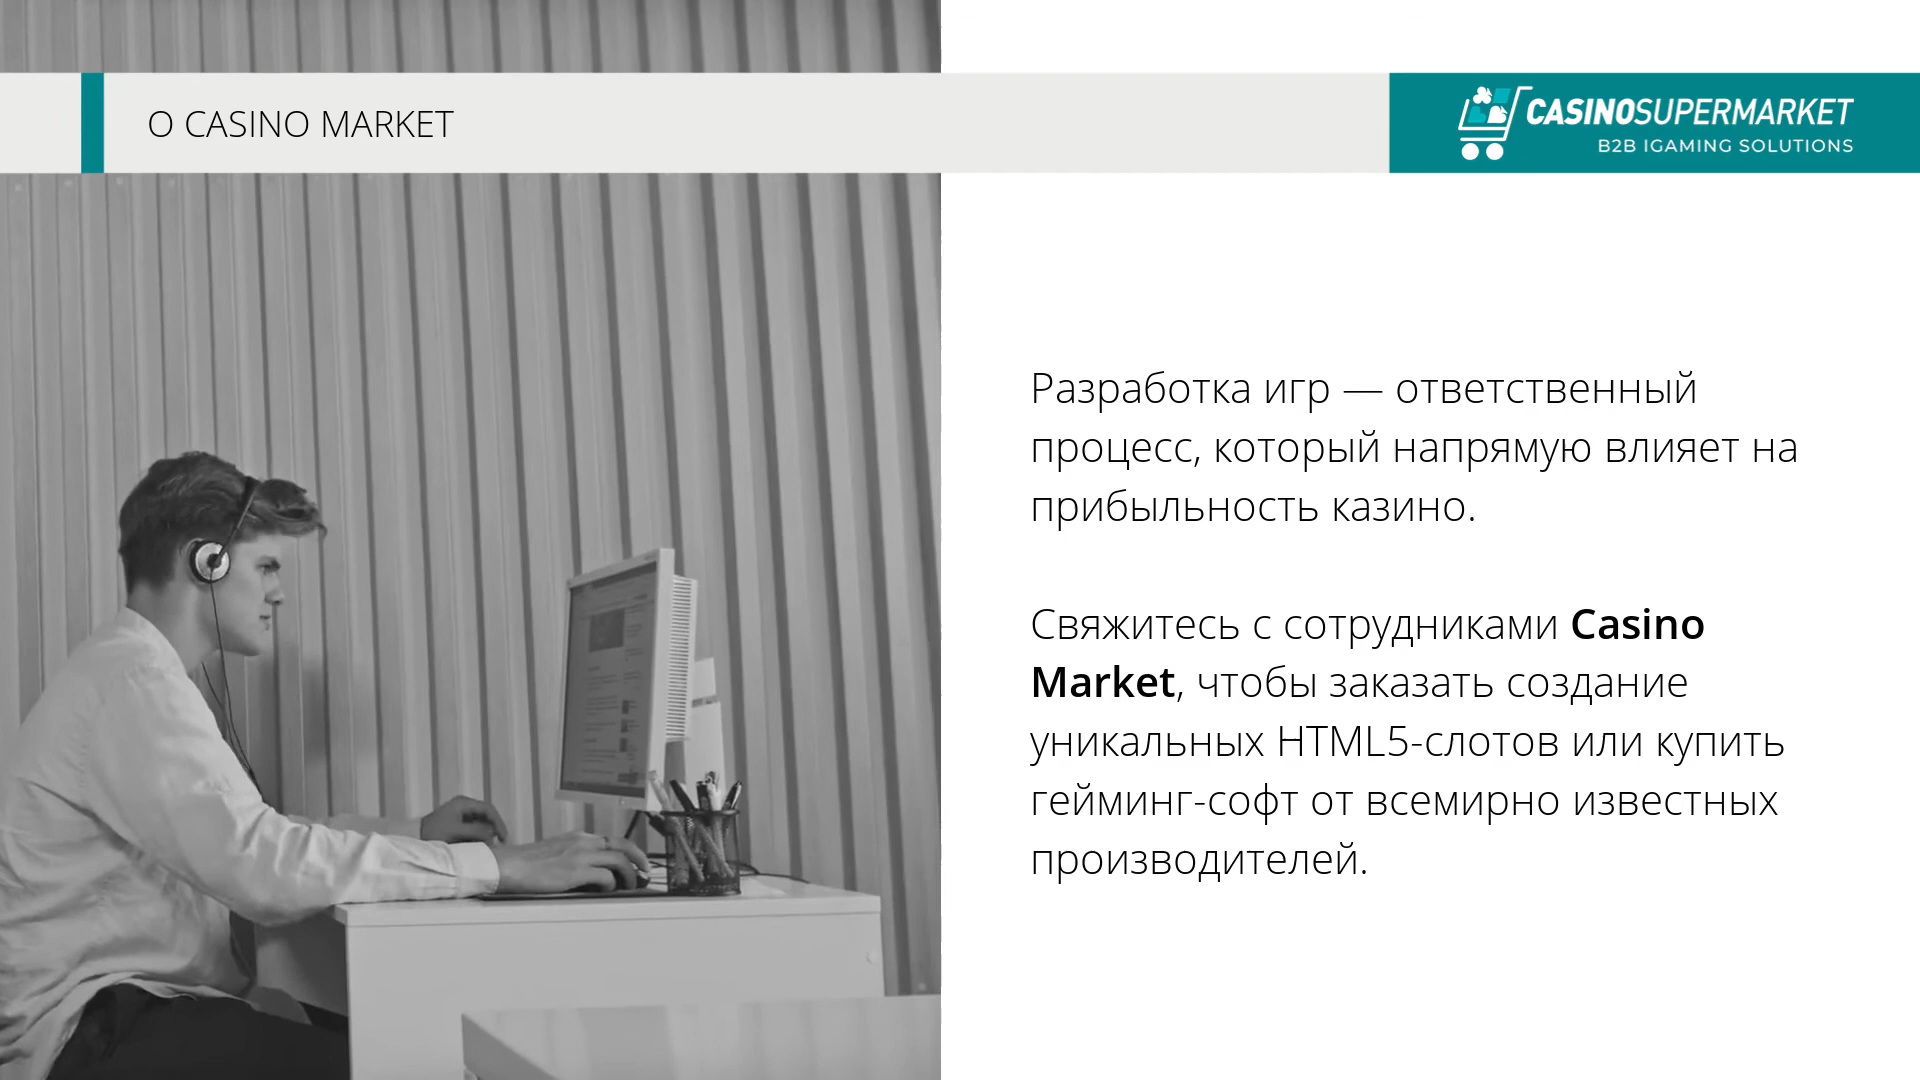 О CASINO MARKET
CASINOSUPERMARKET
B2B IGAMING SOLUTIONS
Разработка игр — ответственный
процесс, который напрямую влияет на
прибыльность казино.
Свяжитесь с сотрудниками Casino
Market, чтобы заказать создание
уникальных HTML5-слотов или купить
гейминг-софт от всемирно известных
производителей.